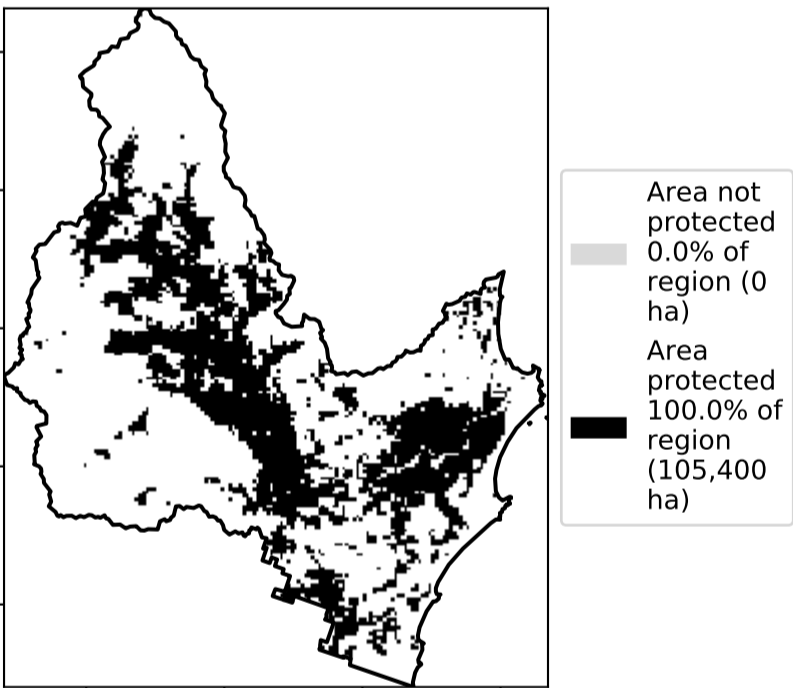 Area not
protected
0.0% of
region (0
ha)
Area
protected
100.0% of
region
(105,400
ha)